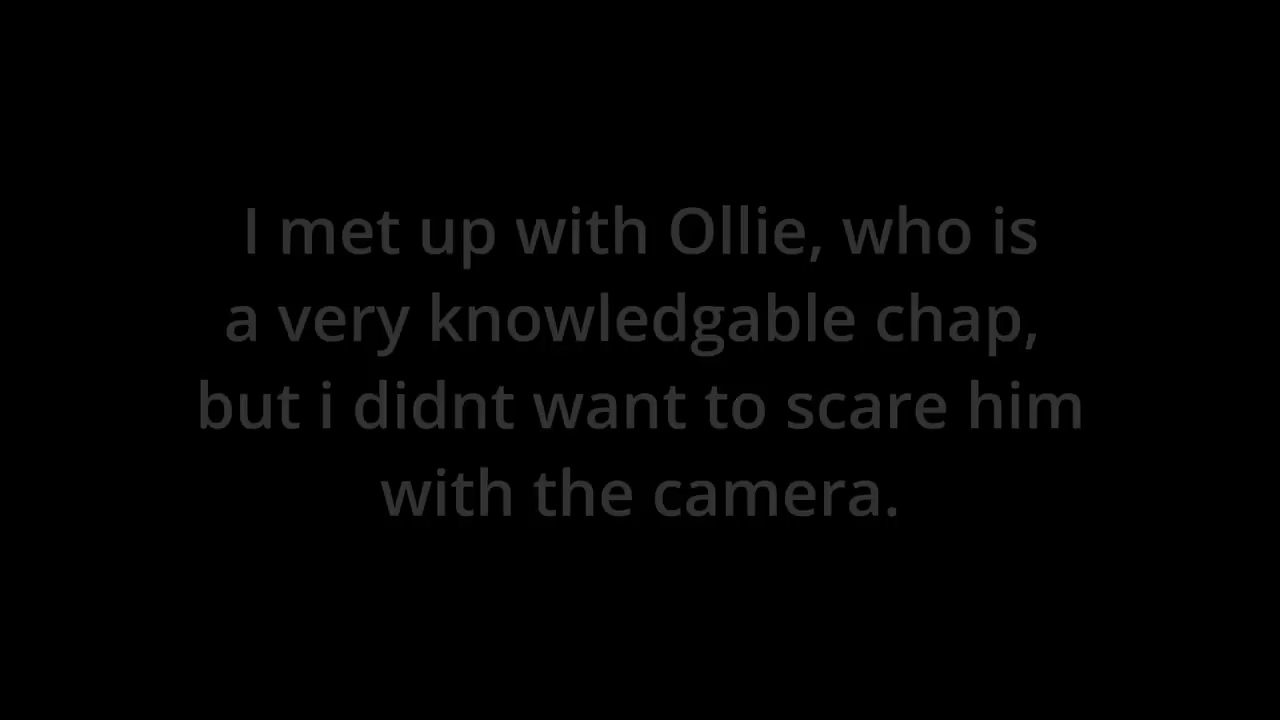 I met up with Ollie, who is
a very knowledgable chap,
but i didnt want to scare him
with the camera.